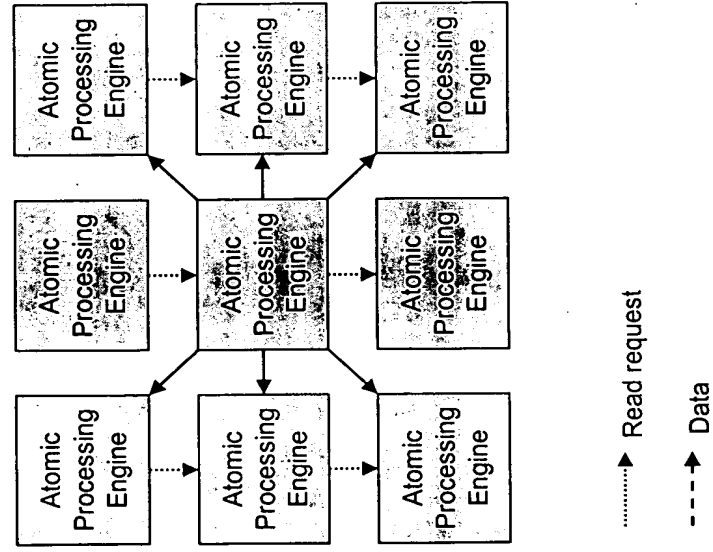 Atomic
Processing
Engine
Atomic
Processing
Engine
Atomic
Processing
Engine
Atomic
Processing
Engine
Atomic
Processing
Engine
Atomic
Processing
Engine
Atomic
Processing
Engine
Atomic
Processing
Engine
Atomic
Processing
Engine
Read request
Data